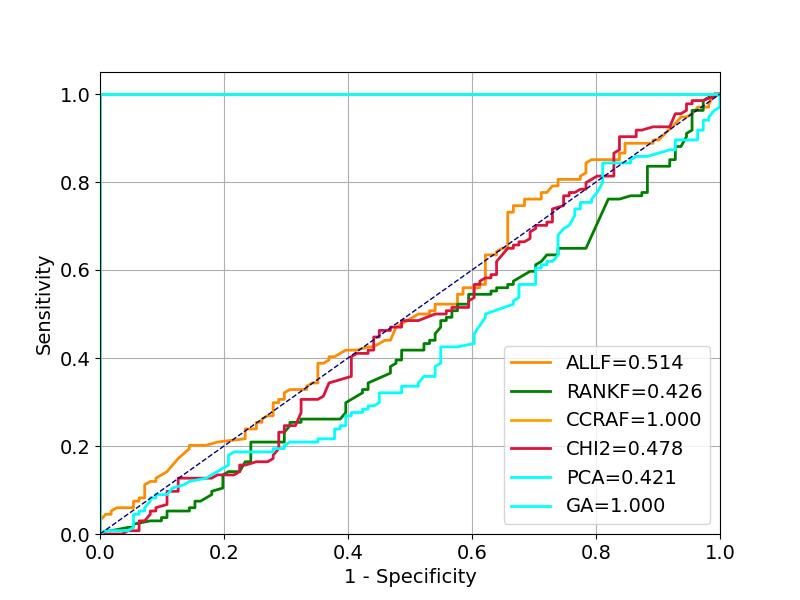 1.0
0.8
0.6
0.4
0.2
0.0
Sensitivity
ALLF=0.514
RANKF=0.426
CCRAF=1.000
CHI2=0.478
PCA=0.421
GA=1.000
0.0 0.2 0.4 0.6 0.8 1.0
1 - Specificity